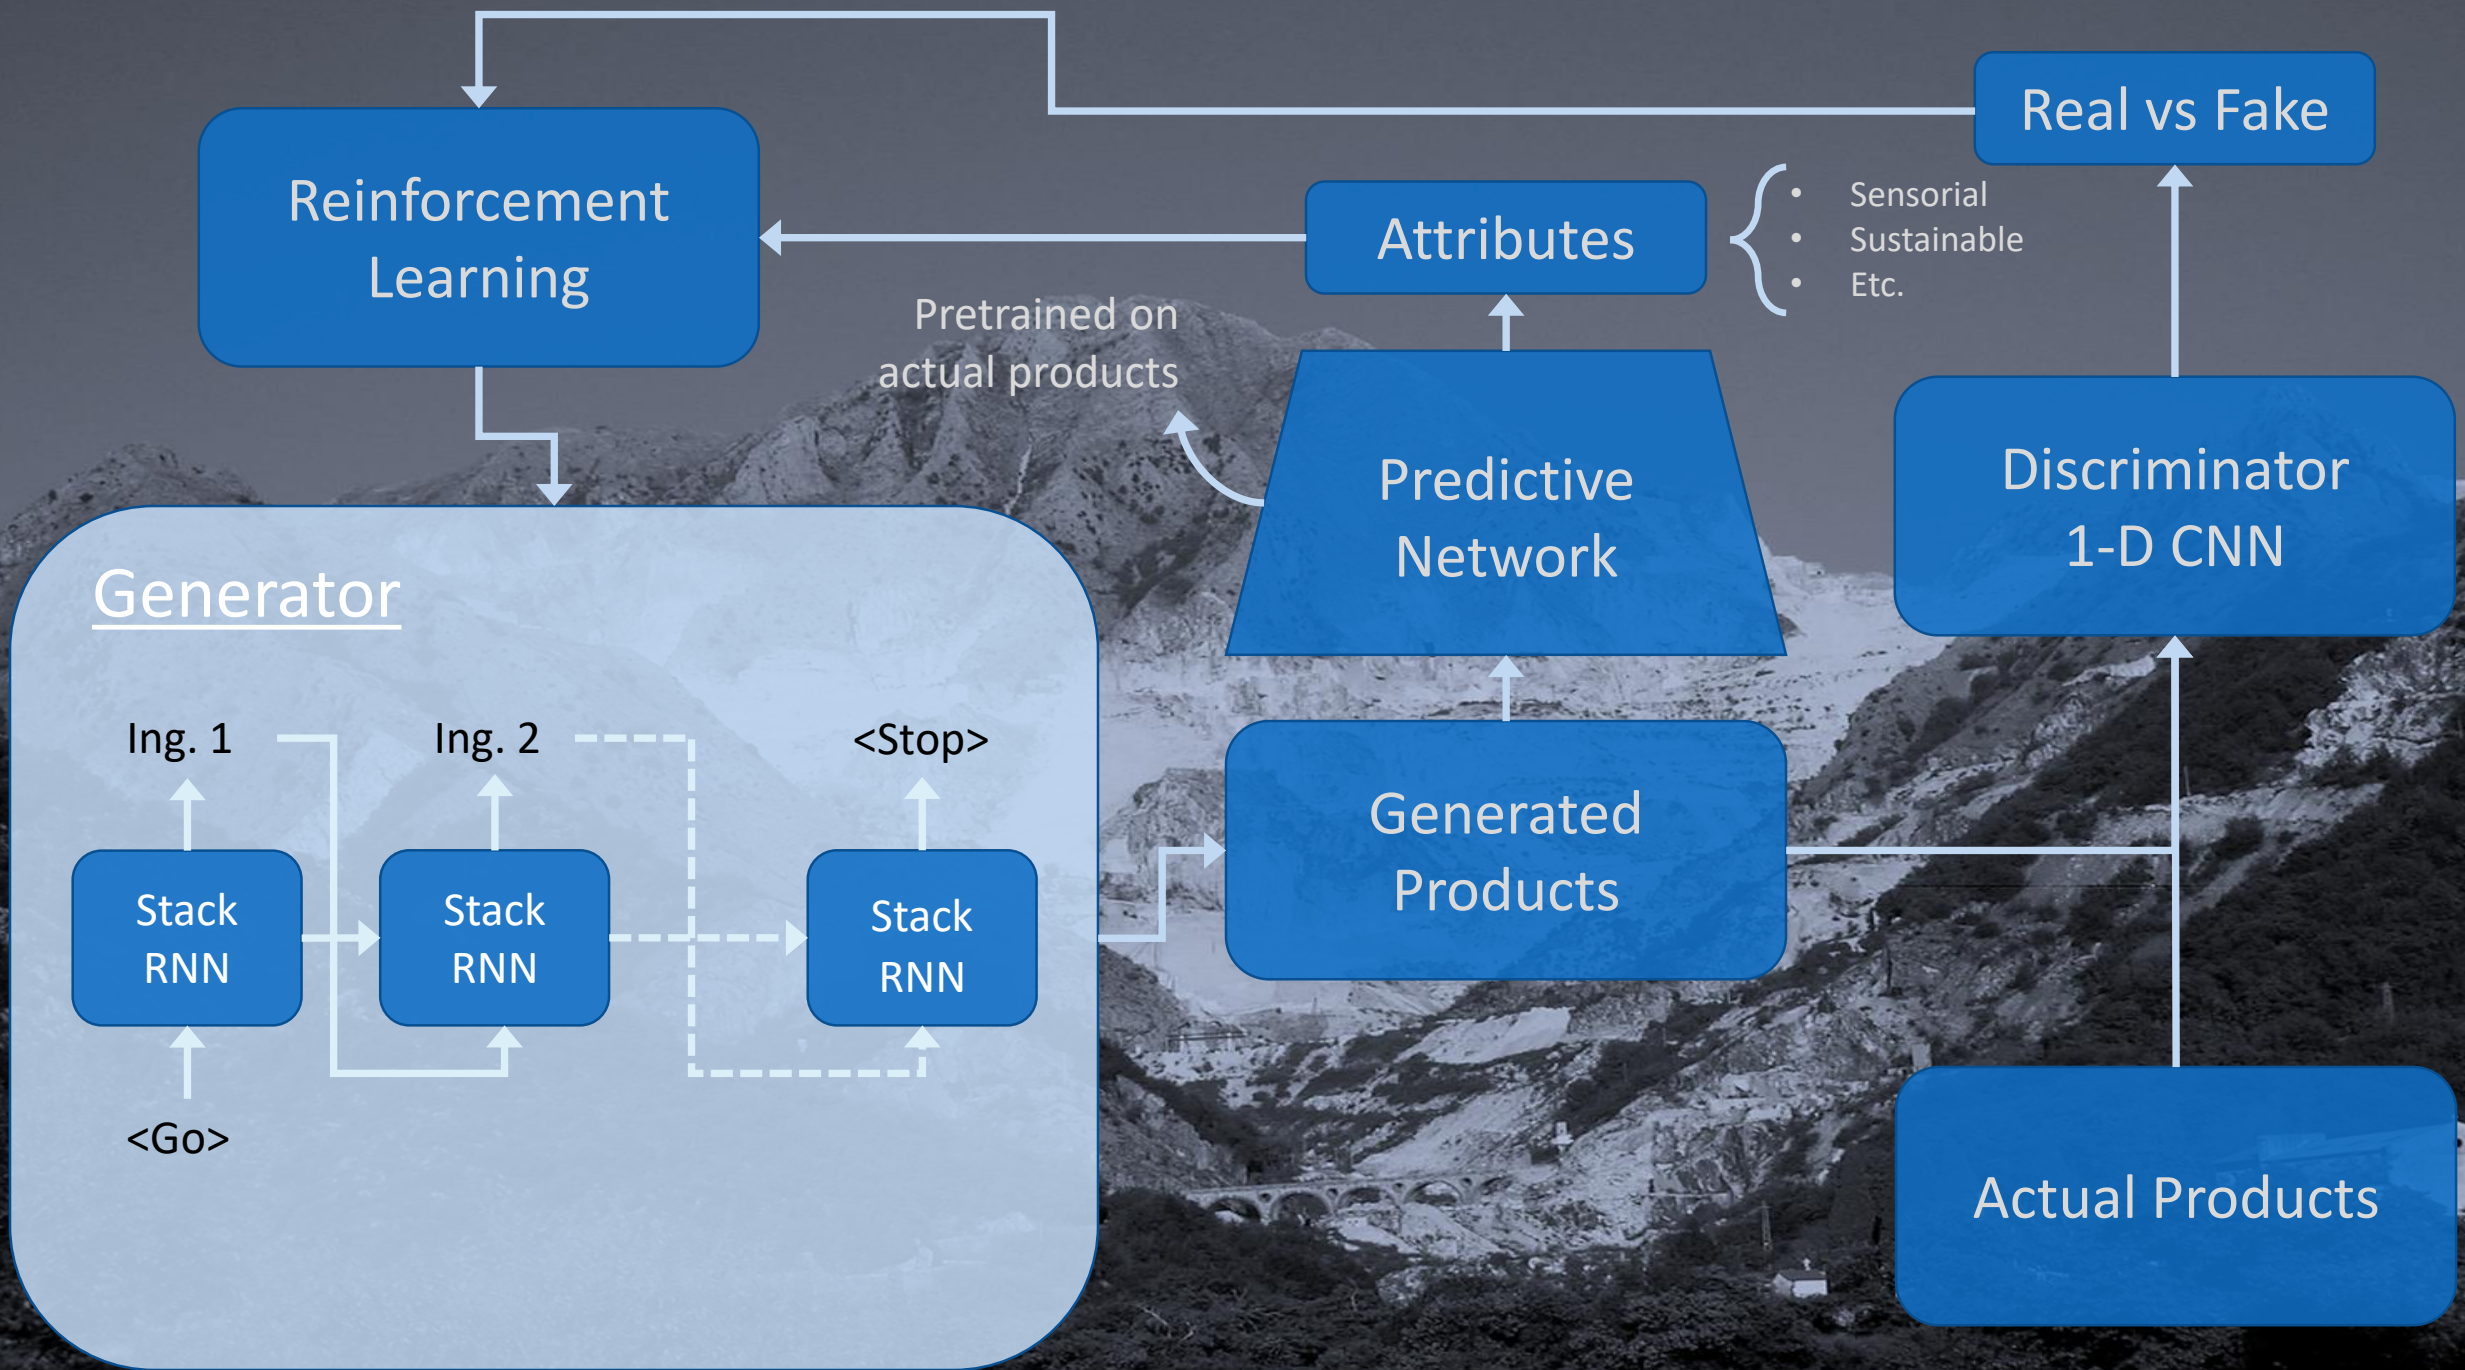 Real vs Fake
Reinforcement
Learning
Attributes
• Sensorial
• Sustainable
• Etc.
Pretrained on
actual products
Predictive
Network
Discriminator
1-D CNN
Generator
Ing. 1
Ing. 2
<Stop>
Stack
RNN
Stack
RNN
Stack
RNN
<Go>
Generated
Products
Actual Products